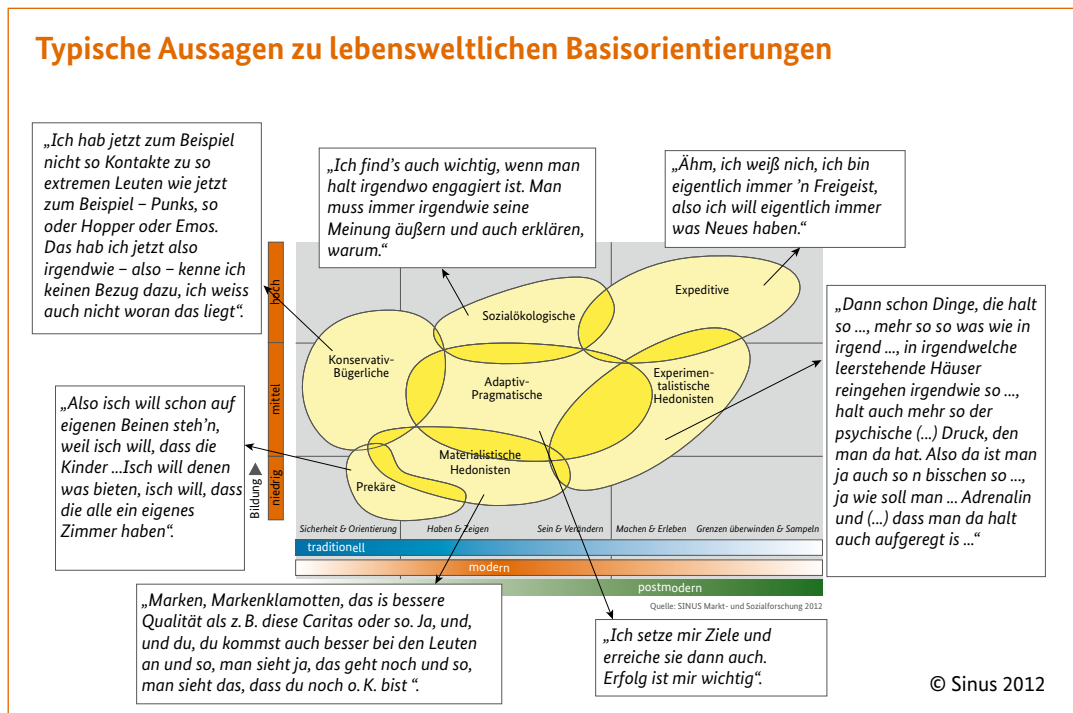 Typische Aussagen zu lebensweltlichen Basisorientierungen
„Ich hab jetzt zum Beispiel
nicht so Kontakte zu so
extremen Leuten wie jetzt
zum Beispiel – Punks, so
oder Hopper oder Emos.
Das hab ich jetzt also
irgendwie – also – kenne ich
keinen Bezug dazu, ich weiss
auch nicht woran das liegt“.
„Ich find’s auch wichtig, wenn man
halt irgendwo engagiert ist. Man
muss immer irgendwie seine
Meinung äußern und auch erklären,
warum.“
„Ähm, ich weiß nich, ich bin
eigentlich immer ’n Freigeist,
also ich will eigentlich immer
was Neues haben.“
„Dann schon Dinge, die halt
so ..., mehr so so was wie in
irgend ..., in irgendwelche
leerstehende Häuser
reingehen irgendwie so ...,
halt auch mehr so der
psychische (...) Druck, den
man da hat. Also da ist man
ja auch so n bisschen so ...,
ja wie soll man ... Adrenalin
und (...) dass man da halt
auch aufgeregt is ...“
„Also isch will schon auf
eigenen Beinen steh’n,
weil isch will, dass die
Kinder ...Isch will denen
was bieten, isch will, dass
die alle ein eigenes
Zimmer haben“.
Bildung
hoch
mittel
niedrig
Expeditive
Sozialökologische
Konservativ-
Bügerliche
Adaptiv-
Pragmatische
Experimen-
talistische
Hedonisten
Materialistische
Hedonisten
Prekäre
Sicherheit & Orientierung
Haben & Zeigen
Sein & Verändern
Machen & Erleben
Grenzen überwinden & Sampeln
traditionell
modern
postmodern
Quelle: SINUS Markt- und Sozialforschung 2012
„Marken, Markenklamotten, das is bessere
Qualität als z. B. diese Caritas oder so. Ja, und,
und du, du kommst auch besser bei den Leuten
an und so, man sieht ja, das geht noch und so,
man sieht das, dass du noch o. K. bist “.
„Ich setze mir Ziele und
erreiche sie dann auch.
Erfolg ist mir wichtig“.
© Sinus 2012